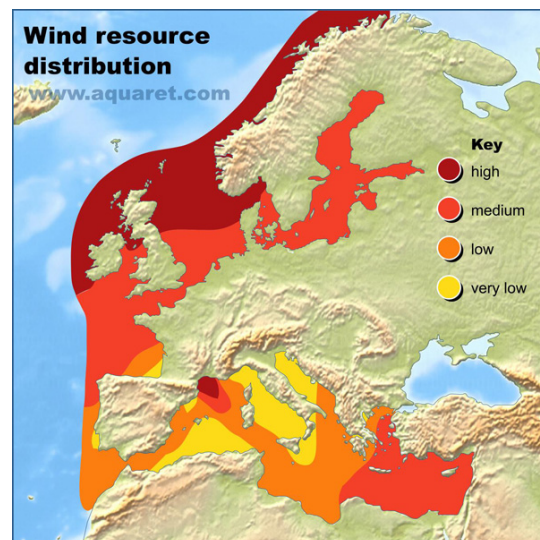 Wind resource
distribution
www.aquaret.com
Key
high
medium
low
very low